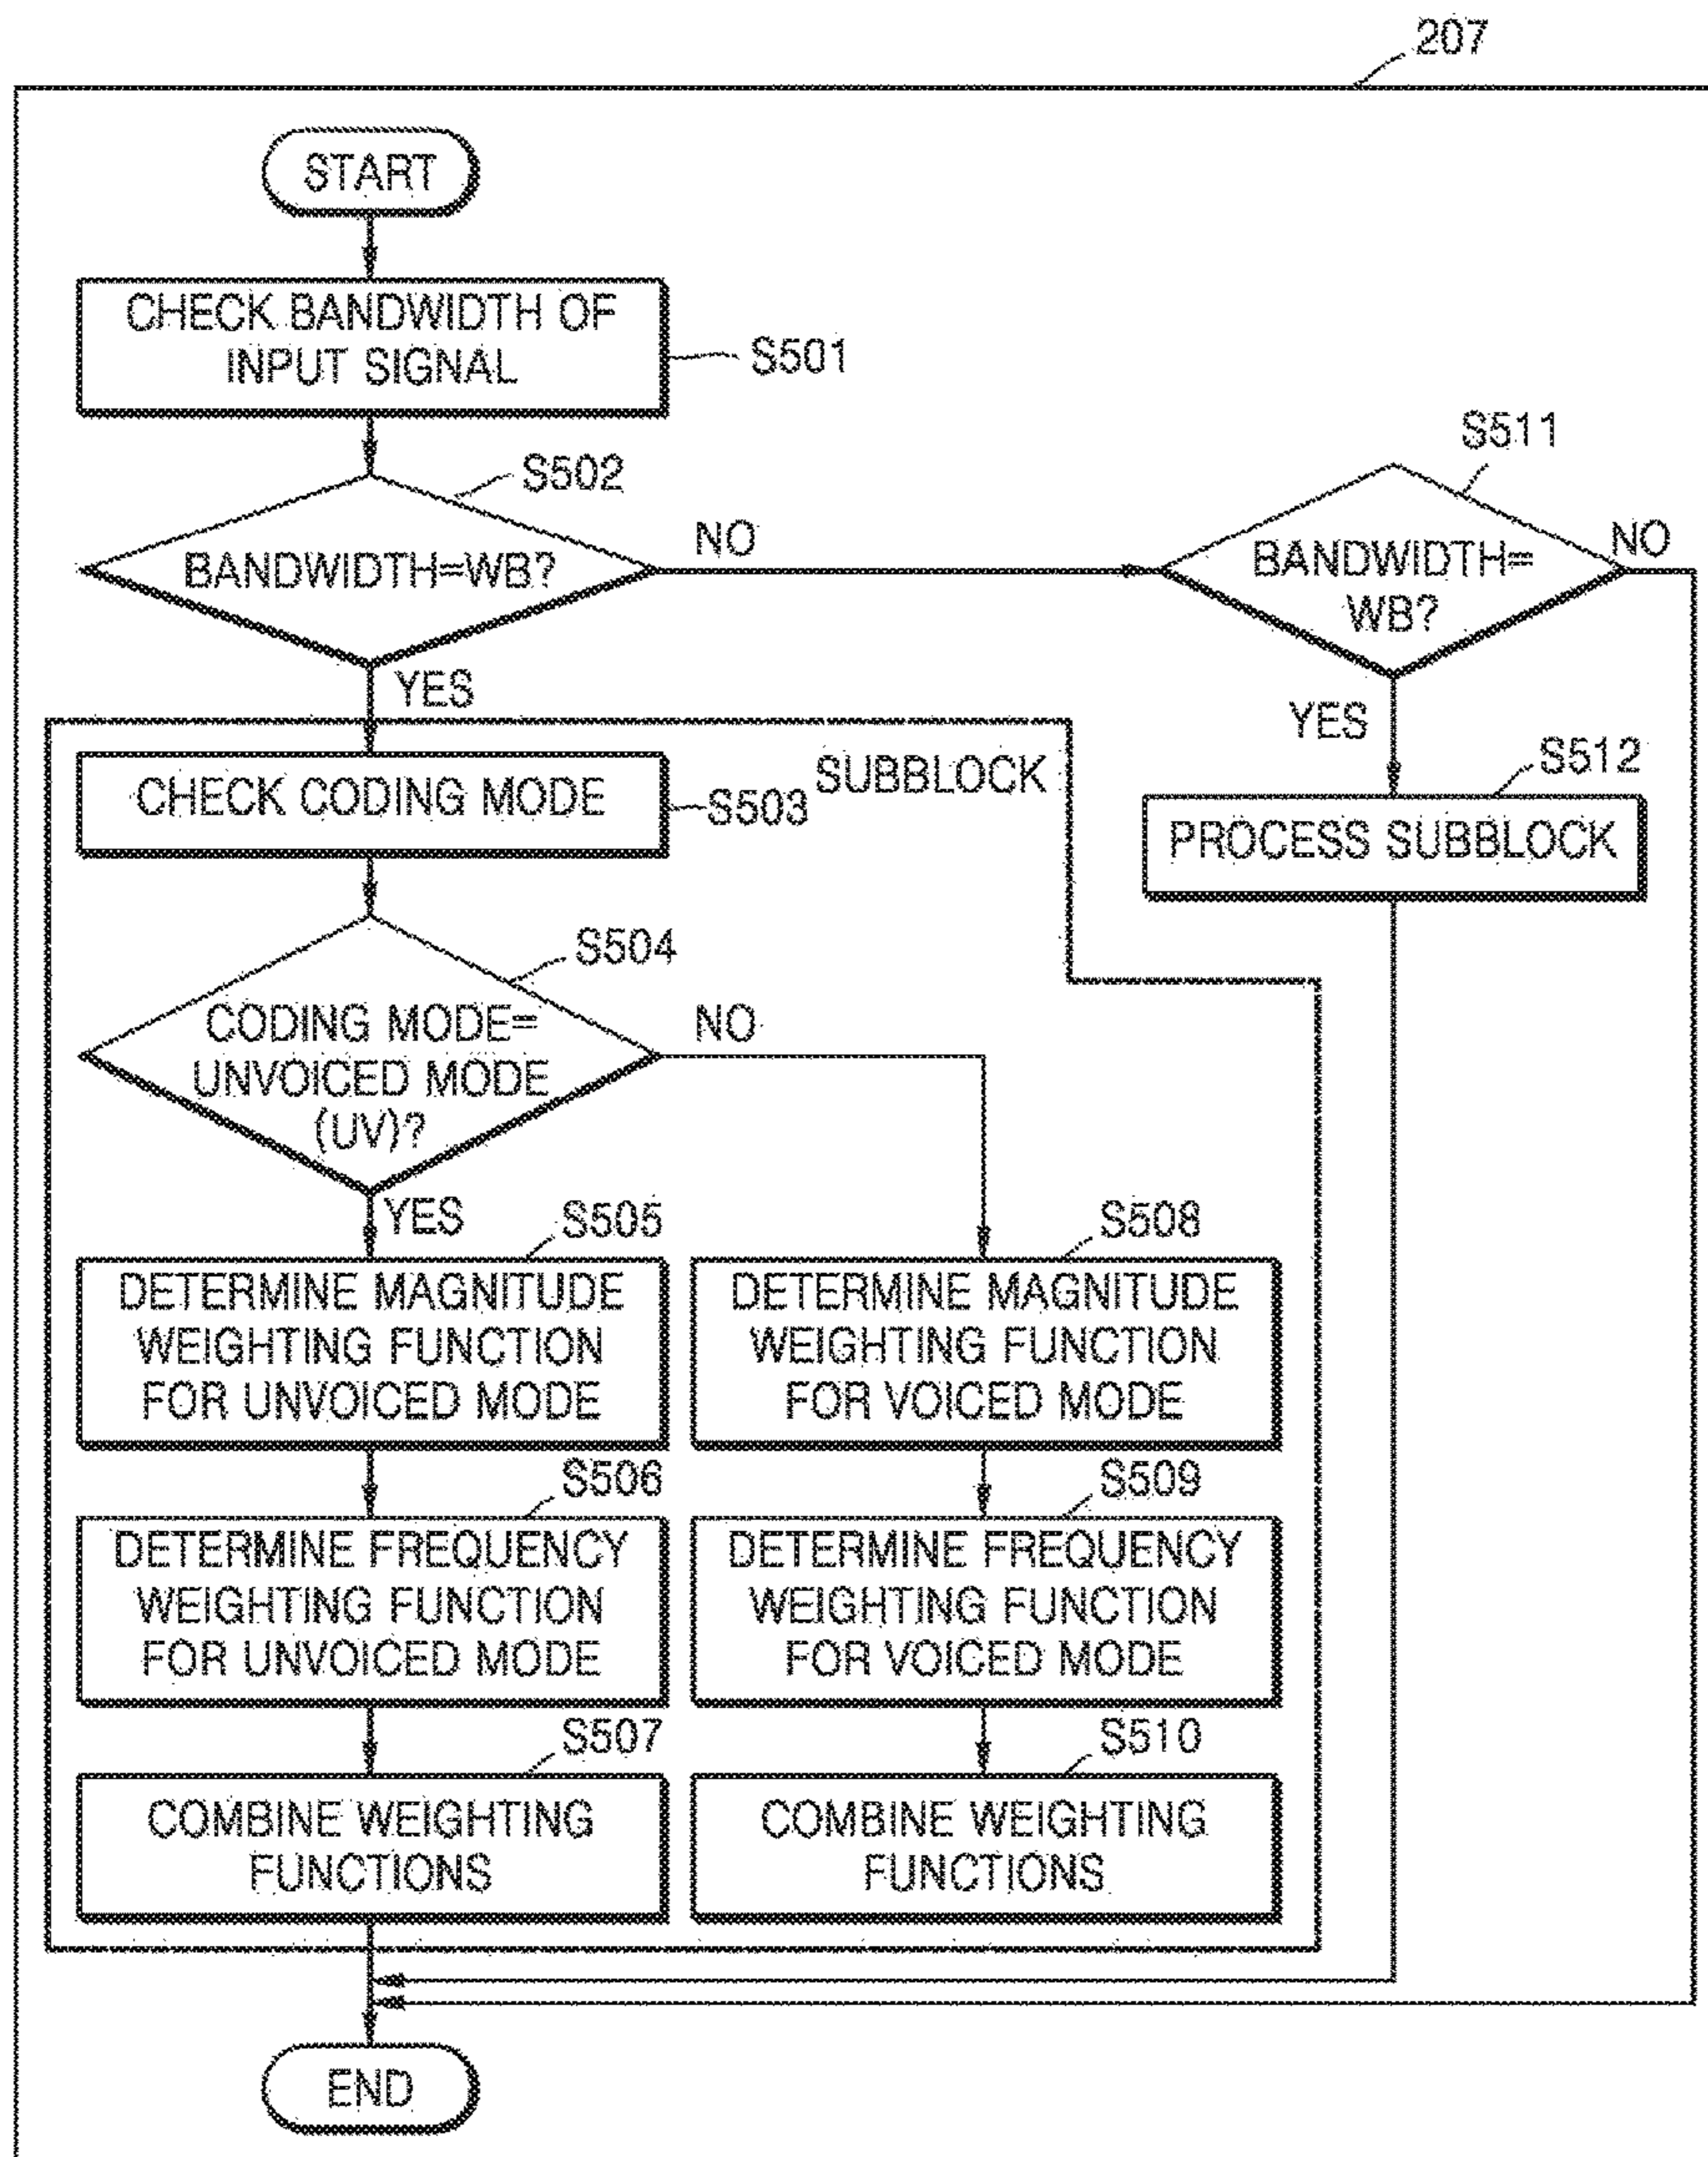 207
START
CHECK BANDWIDTH OF
INPUT SIGNAL
S501
S502
BANDWIDTH=WB?
NO
YES
S511
BANDWIDTH=
WB?
NO
YES
S512
PROCESS SUBBLOCK
SUBBLOCK
CHECK CODING MODE
S503
S504
CODING MODE=
UNVOICED MODE
(UV)?
NO
YES
S505
DETERMINE MAGNITUDE
WEIGHTING FUNCTION
FOR UNVOICED MODE
S506
DETERMINE FREQUENCY
WEIGHTING FUNCTION
FOR UNVOICED MODE
S507
COMBINE WEIGHTING
FUNCTIONS
S508
DETERMINE MAGNITUDE
WEIGHTING FUNCTION
FOR VOICED MODE
S509
DETERMINE FREQUENCY
WEIGHTING FUNCTION
FOR VOICED MODE
S510
COMBINE WEIGHTING
FUNCTIONS
END